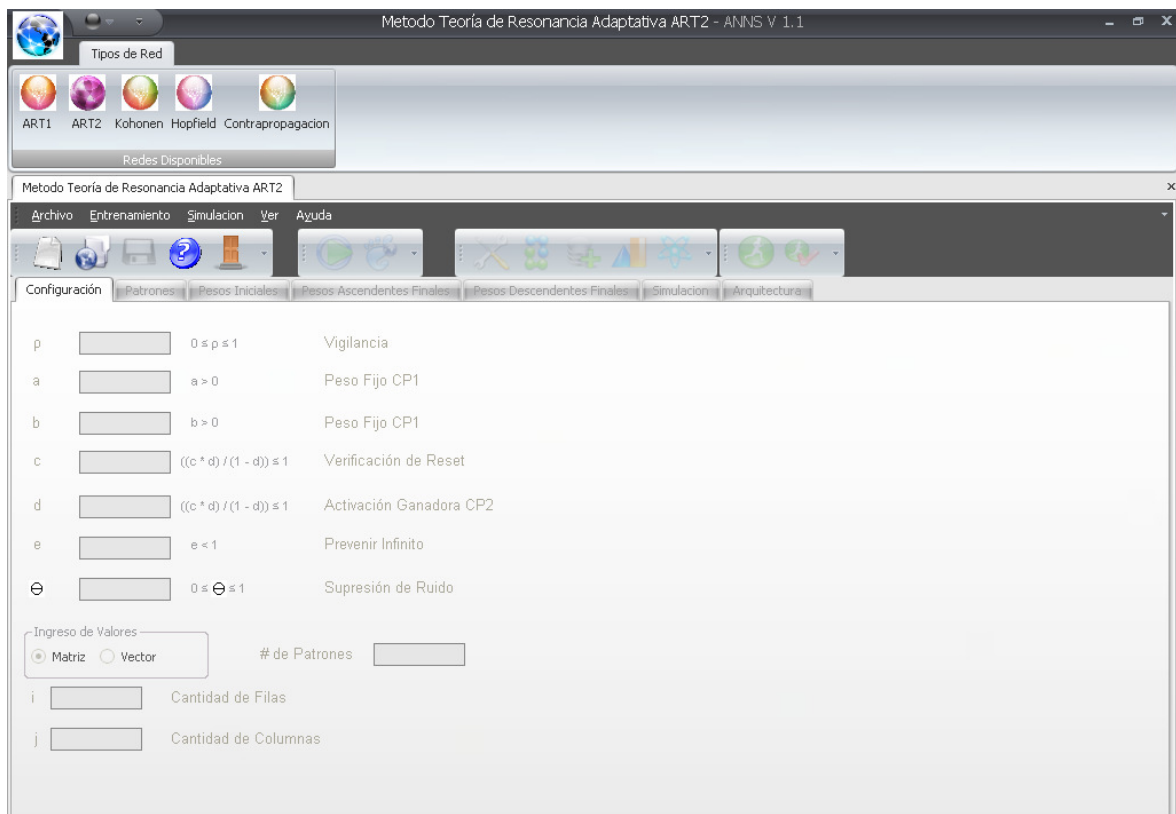 Metodo Teoría de Resonancia Adaptativa ART2 - ANNS V 1.1
Tipos de Red
ART1 ART2 Kohonen Hopfield Contrapropagacion
Redes Disponibles
Metodo Teoría de Resonancia Adaptativa ART2
Archivo Entrenamiento Simulacion Ver Ayuda
Configuración Patrones Pesos Iniciales Pesos Ascendentes Finales Pesos Descendentes Finales Simulacion Arquitectura
ρ 0 ≤ ρ ≤ 1 Vigilancia
a a > 0 Peso Fijo CP1
b b > 0 Peso Fijo CP1
c ((c * d) / (1 - d)) ≤ 1 Verificación de Reset
d ((c * d) / (1 - d)) ≤ 1 Activación Ganadora CP2
e e < 1 Prevenir Infinito
Θ 0 ≤ Θ ≤ 1 Supresión de Ruido
Ingreso de Valores
Matriz Vector # de Patrones
i Cantidad de Filas
j Cantidad de Columnas